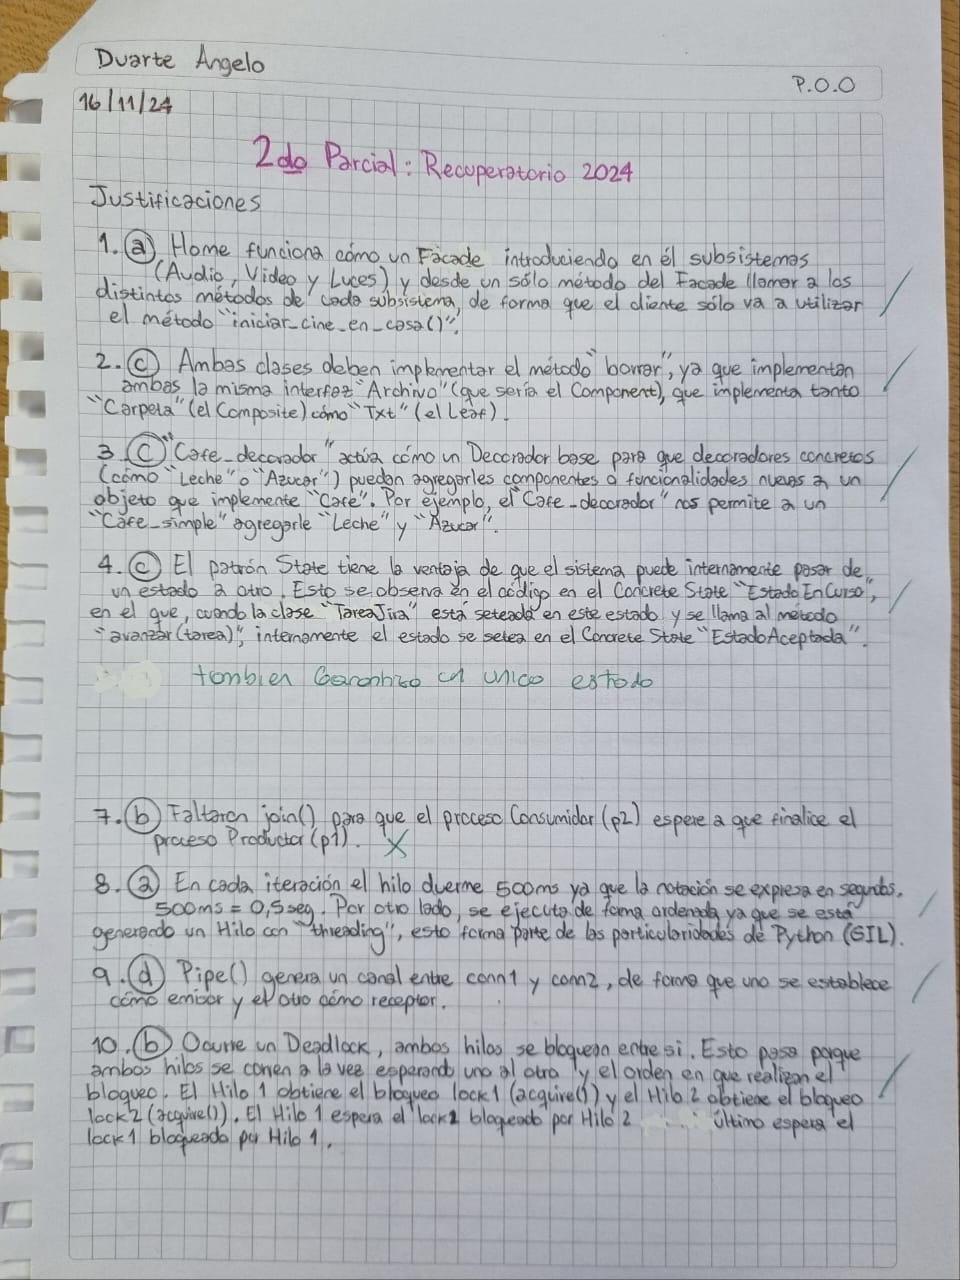 Duarte Angelo
P.O.O
16/11/24
2do Parcial: Recuperatorio 2024
Justificaciones
1. a) Home funciona cómo un Facade introduciendo en él subsistemas
(Audio, Video y Luces) y desde un sólo método del Facade llamar a los
distintos métodos de cada subsistema, de forma que el cliente sólo va a utilizar
el método "iniciar_cine_en_casa()".
2. c) Ambas clases deben implementar el método "borrar", ya que implementan
ambas la misma interfaz "Archivo" (que sería el Component), que implementa tanto
"Carpeta" (el Composite) cómo "Txt" (el Leaf).
3. c) "Cafe_decorador" actúa cómo un Decorador base para que decoradores concretos
(cómo "Leche" o "Azucar") puedan agregarles componentes o funcionalidades nuevas a un
objeto que implemente "Cafe". Por ejemplo, el "Cafe_decorador" nos permite a un
"Cafe_simple" agregarle "Leche" y "Azucar".
4. c) El patrón State tiene la ventaja de que el sistema puede internamente pasar de
un estado a otro. Esto se observa en el código en el Concrete State "EstadoEnCurso",
en el que, cuando la clase "TareaJira" está seteada en este estado y se llama al método
"avanzar(tarea)", internamente el estado se setea en el Concrete State "EstadoAceptada".
tambien Garantizo un unico estado
7. b) Faltaron join() para que el proceso Consumidor (p2) espere a que finalice el
proceso Productor (p1). X
8. a) En cada iteración el hilo duerme 500ms ya que la notación se expresa en segundos.
500ms = 0,5seg. Por otro lado, se ejecuta de forma ordenada ya que se está
generando un Hilo con "threading", esto forma parte de las particularidades de Python (GIL).
9. d) Pipe() genera un canal entre conn1 y conn2, de forma que uno se establece
cómo emisor y el otro cómo receptor.
10. b) Ocurre un Deadlock, ambos hilos se bloquean entre si. Esto pasa porque
ambos hilos se corren a la vez esperando uno al otro y el orden en que realizan el
bloqueo. El Hilo 1 obtiene el bloqueo lock1 (acquire()) y el Hilo 2 obtiene el bloqueo
lock2 (acquire()). El Hilo 1 espera el lock2 bloqueado por Hilo 2 último espera el
lock1 bloqueado por Hilo 1.